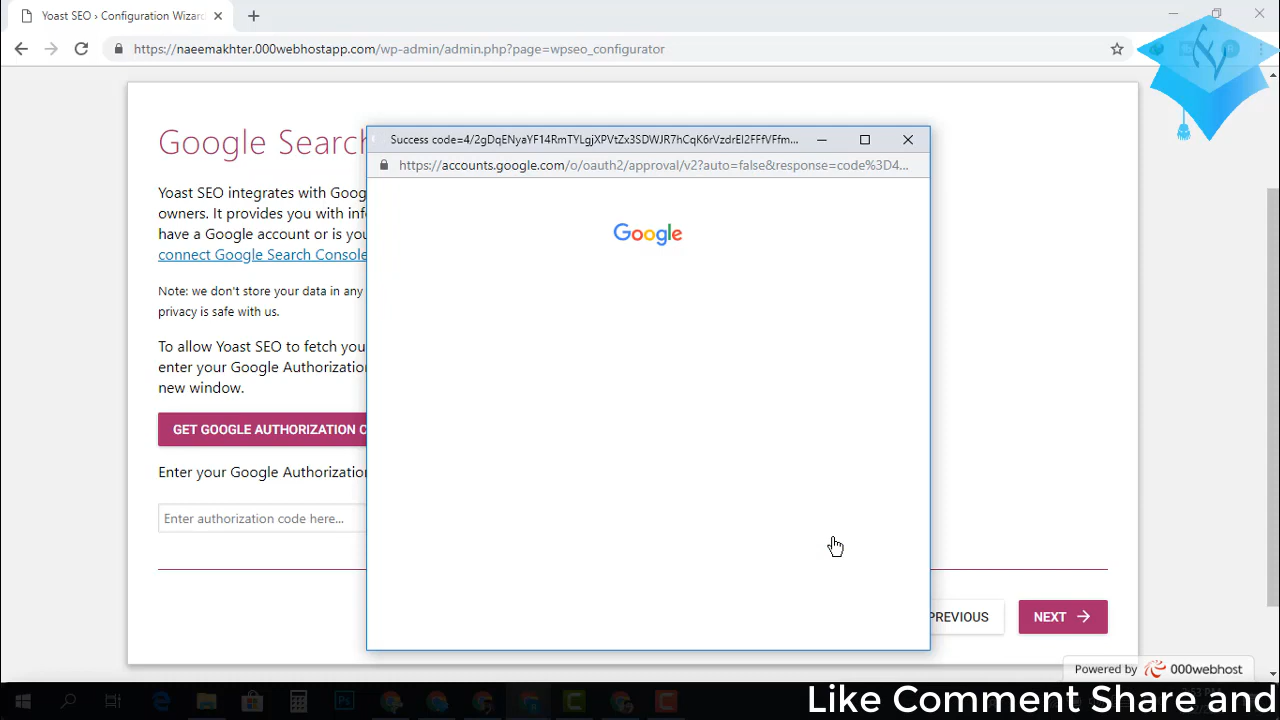 Yoast SEO › Configuration Wizard
https://naeemakhter.000webhostapp.com/wp-admin/admin.php?page=wpseo_configurator
Google Search
Yoast SEO integrates with Goog
owners. It provides you with inf
have a Google account or is you
connect Google Search Console
Note: we don't store your data in any
privacy is safe with us.
To allow Yoast SEO to fetch you
enter your Google Authorization
new window.
GET GOOGLE AUTHORIZATION C
Enter your Google Authorization
Enter authorization code here...
Success code=4/2gDqENyaYF14RmTYLgjXPVtZx3SDWJR7hCqK6rVzdrEl2FFfVFfm...
https://accounts.google.com/o/oauth2/approval/v2?auto=false&response=code%3D4...
Google
PREVIOUS
NEXT
Powered by 000webhost
Like Comment Share and